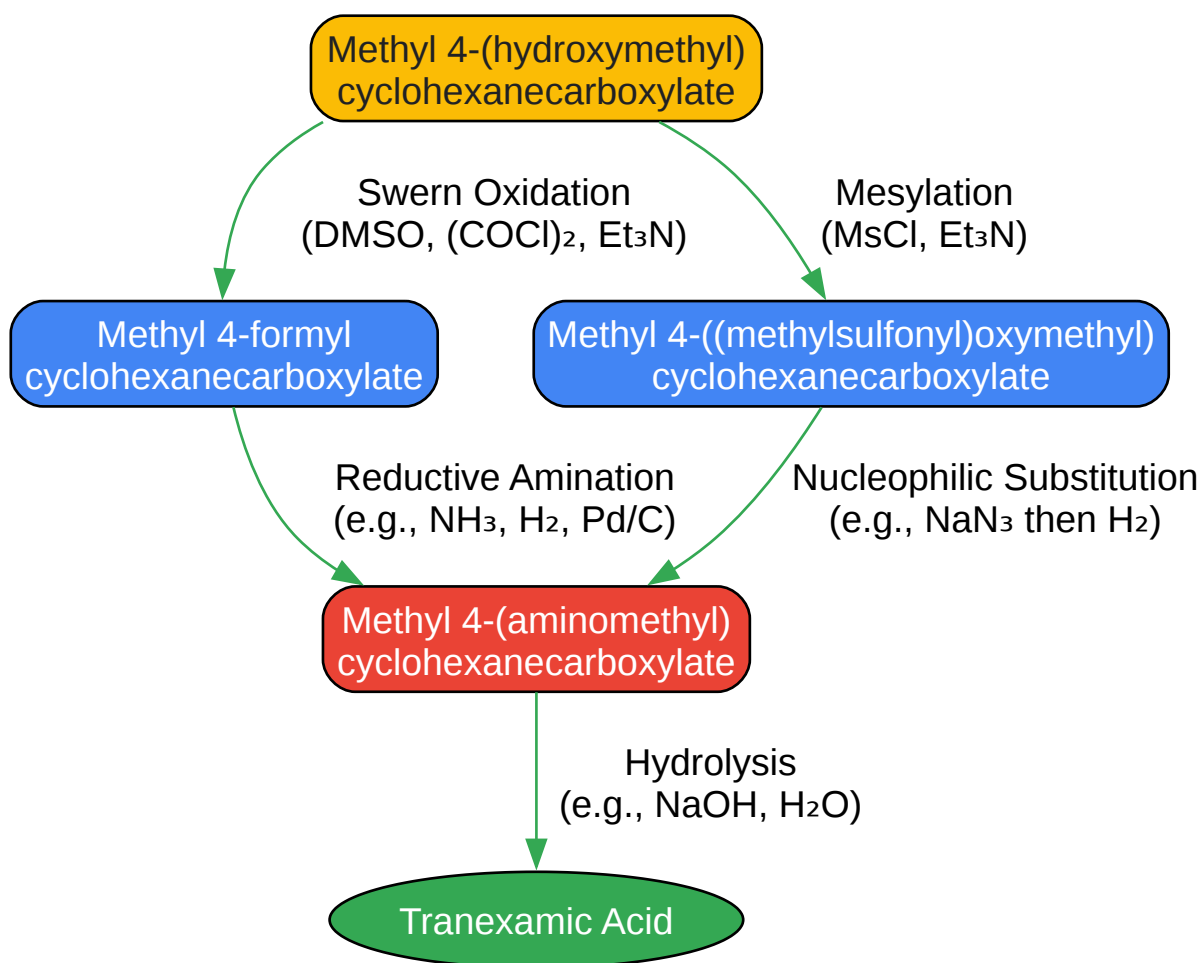 Methyl 4-(hydroxymethyl)
cyclohexanecarboxylate
Swern Oxidation
(DMSO, (COCl)₂, Et₃N)
Mesylation
(MsCl, Et₃N)
Methyl 4-formyl
cyclohexanecarboxylate
Methyl 4-((methylsulfonyl)oxymethyl)
cyclohexanecarboxylate
Reductive Amination
(e.g., NH₃, H₂, Pd/C)
Nucleophilic Substitution
(e.g., NaN₃ then H₂)
Methyl 4-(aminomethyl)
cyclohexanecarboxylate
Hydrolysis
(e.g., NaOH, H₂O)
Tranexamic Acid